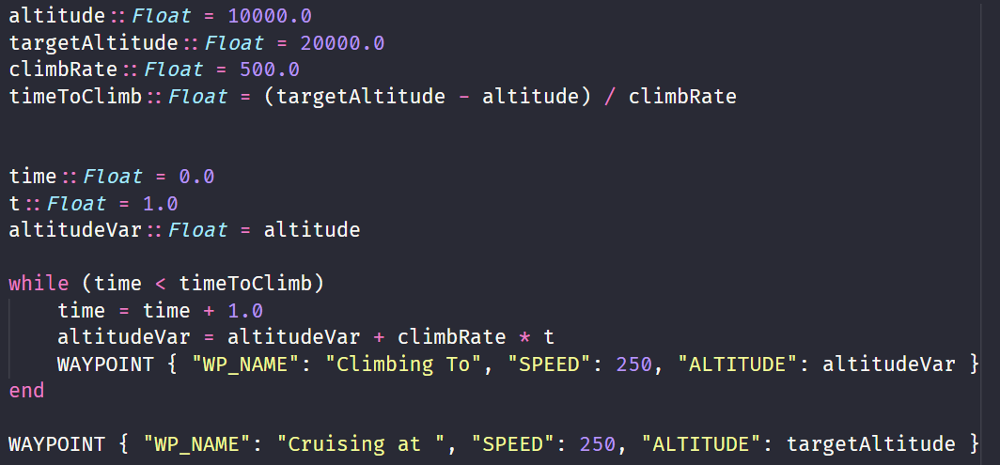 altitude::Float = 10000.0
targetAltitude::Float = 20000.0
climbRate::Float = 500.0
timeToClimb::Float = (targetAltitude - altitude) / climbRate
time::Float = 0.0
t::Float = 1.0
altitudeVar::Float = altitude
while (time < timeToClimb)
    time = time + 1.0
    altitudeVar = altitudeVar + climbRate * t
    WAYPOINT { "WP_NAME": "Climbing To", "SPEED": 250, "ALTITUDE": altitudeVar }
end
WAYPOINT { "WP_NAME": "Cruising at ", "SPEED": 250, "ALTITUDE": targetAltitude }